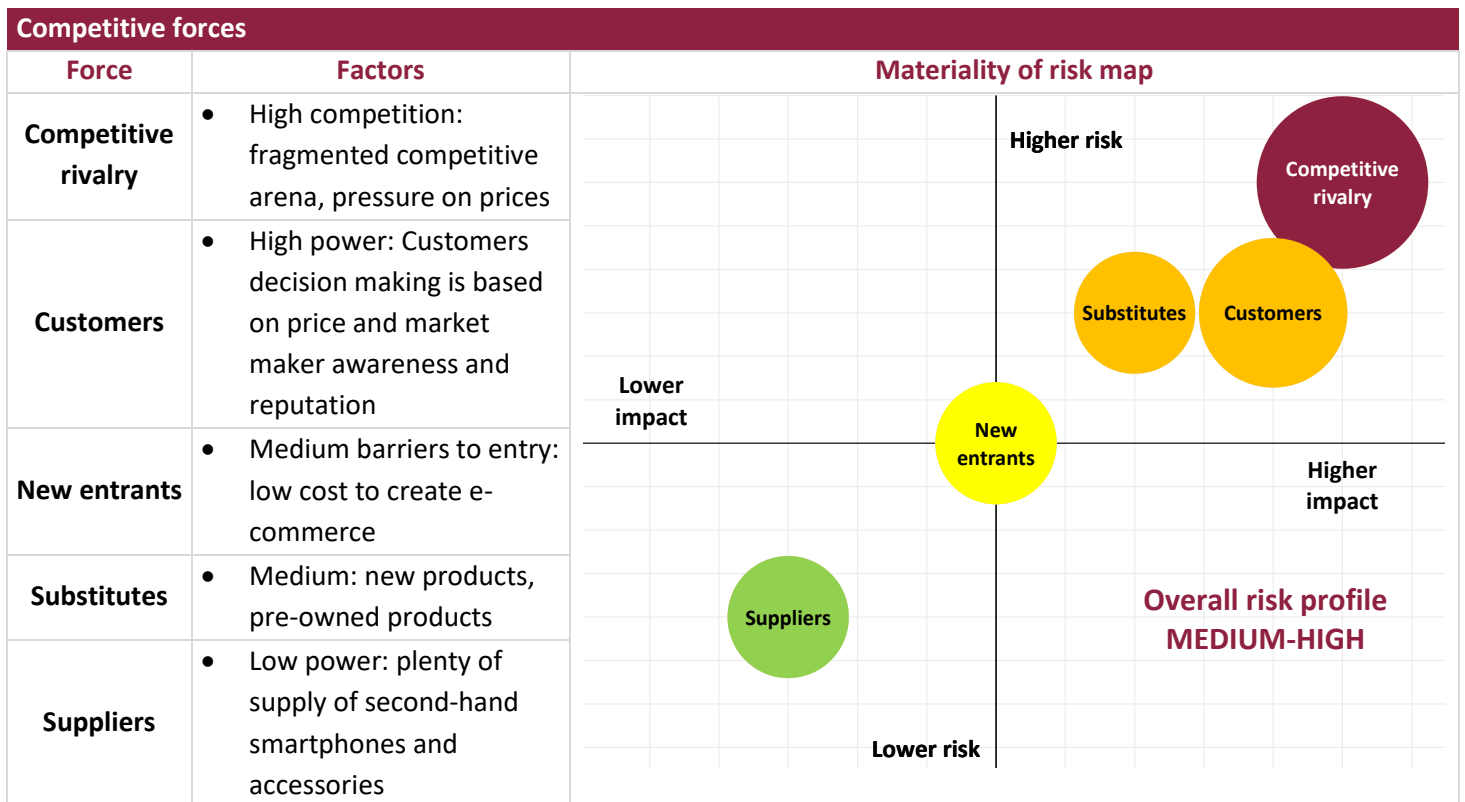 Competitive forces
Force
Factors
Materiality of risk map
Competitive
rivalry
• High competition:
fragmented competitive
arena, pressure on prices
Customers
• High power: Customers
decision making is based
on price and market
maker awareness and
reputation
New entrants
• Medium barriers to entry:
low cost to create e-
commerce
Substitutes
• Medium: new products,
pre-owned products
Suppliers
• Low power: plenty of
supply of second-hand
smartphones and
accessories
Higher risk
Competitive
rivalry
Substitutes
Customers
Lower
impact
New
entrants
Higher
impact
Suppliers
Overall risk profile
MEDIUM-HIGH
Lower risk